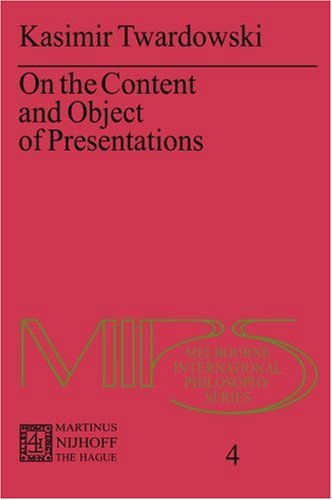 Kasimir Twardowski
On the Content
and Object
of Presentations
MIPS
MELBOURNE
INTERNATIONAL
PHILOSOPHY
SERIES
MARTINUS
NIJHOFF
THE HAGUE
4